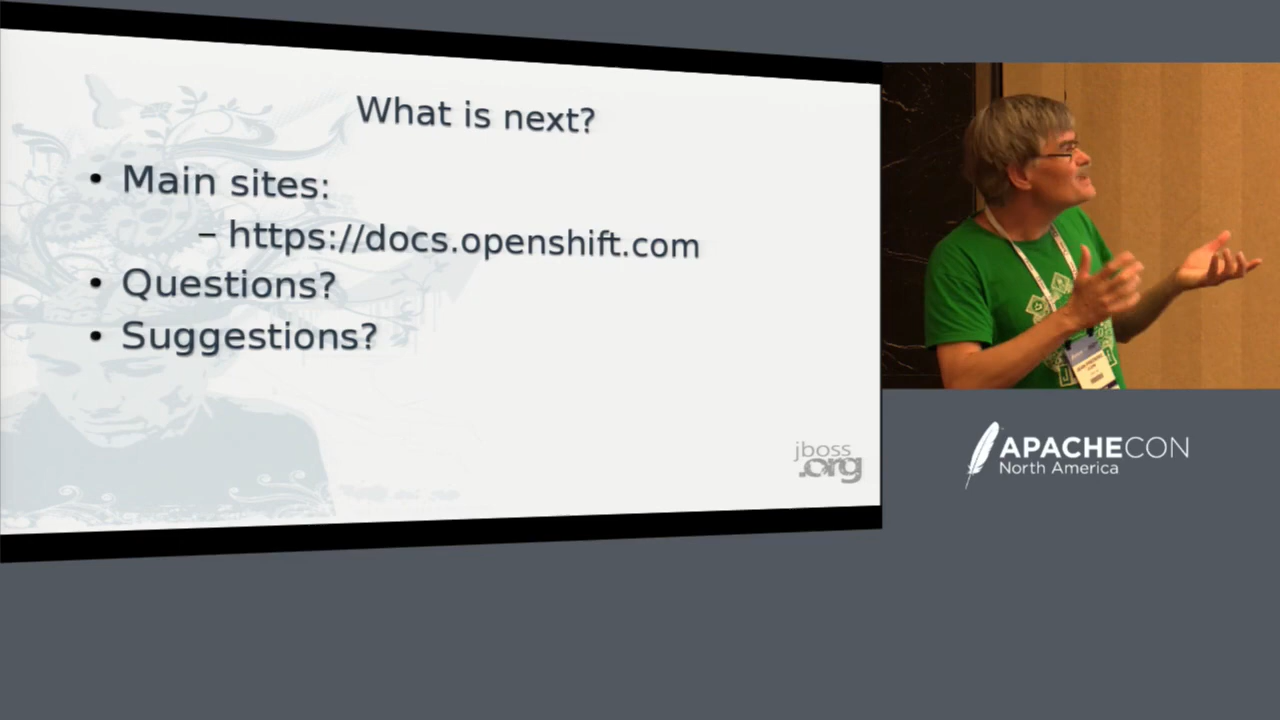 What is next?
• Main sites:
– https://docs.openshift.com
• Questions?
• Suggestions?
jboss
.org
APACHECON
North America